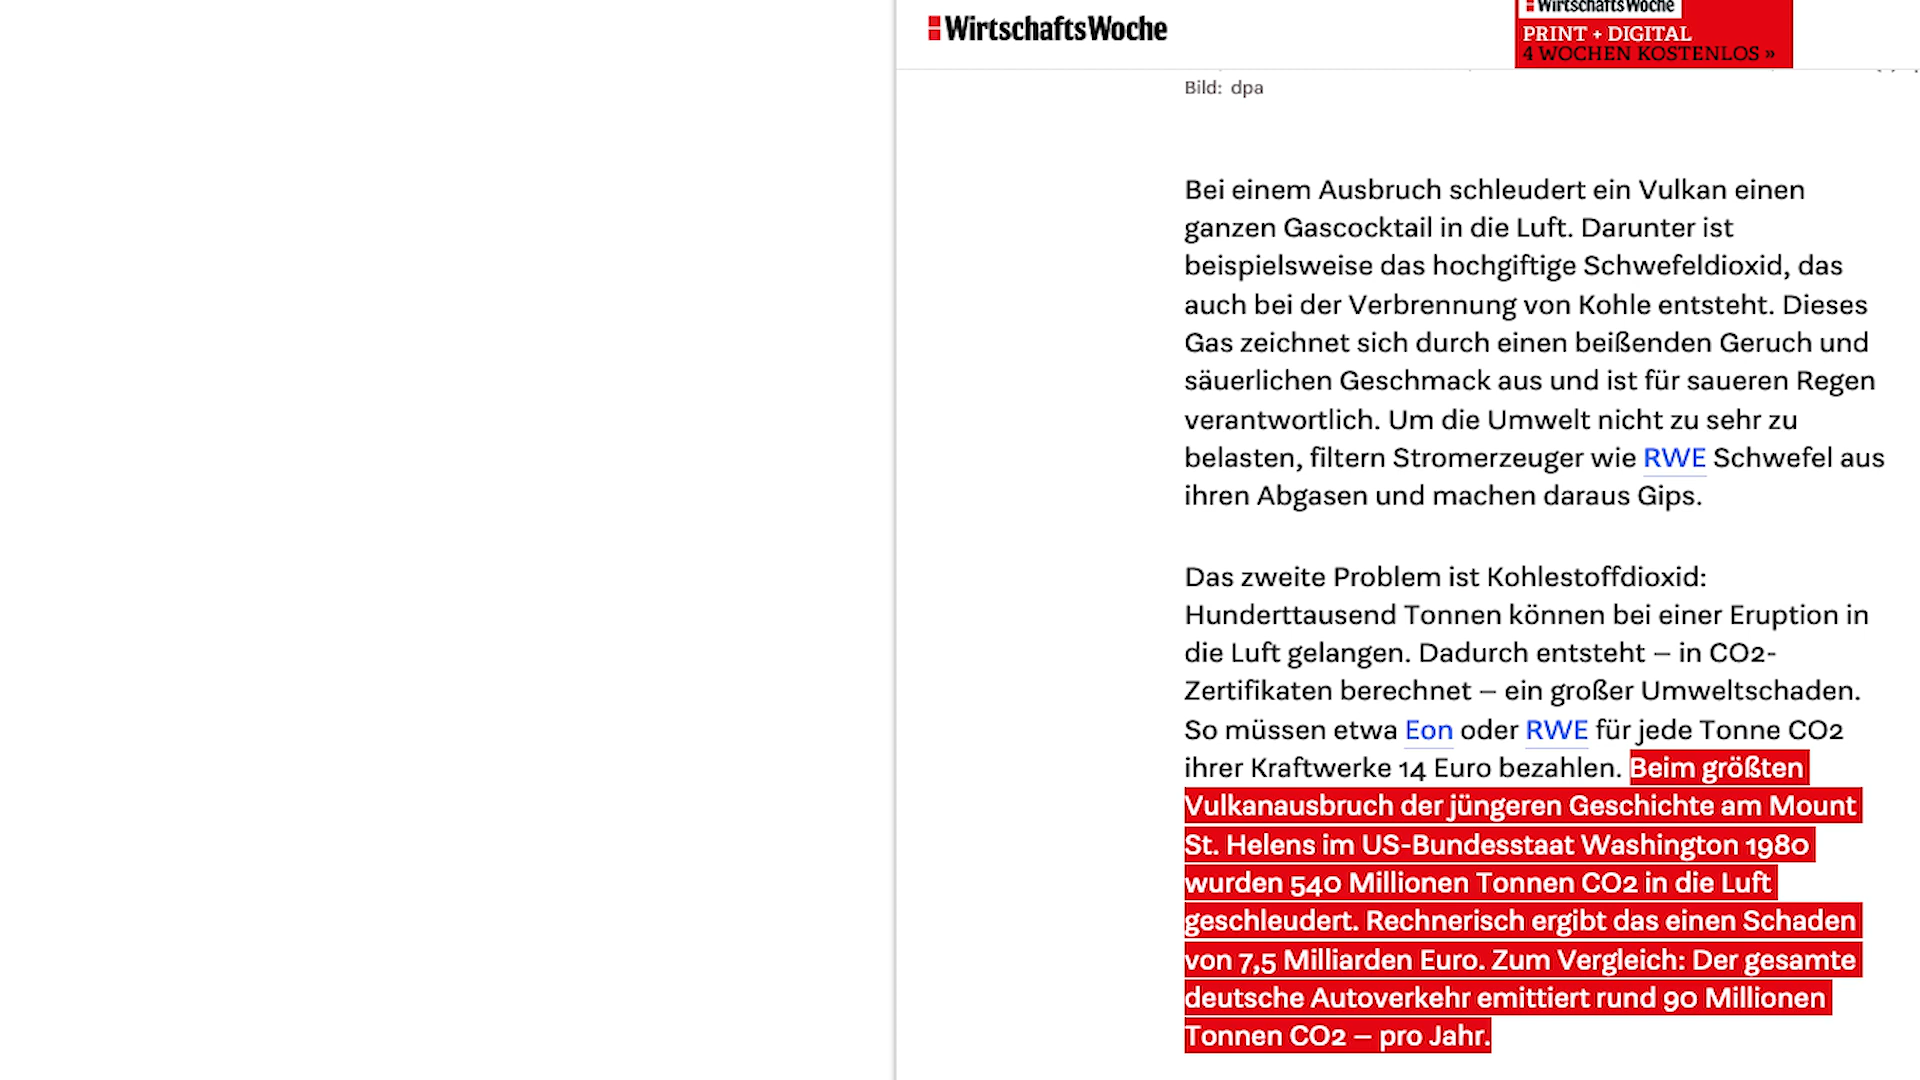 WirtschaftsWoche
WirtschaftsWoche
PRINT + DIGITAL
4 WOCHEN KOSTENLOS »
Bild: dpa
Bei einem Ausbruch schleudert ein Vulkan einen
ganzen Gascocktail in die Luft. Darunter ist
beispielsweise das hochgiftige Schwefeldioxid, das
auch bei der Verbrennung von Kohle entsteht. Dieses
Gas zeichnet sich durch einen beißenden Geruch und
säuerlichen Geschmack aus und ist für saueren Regen
verantwortlich. Um die Umwelt nicht zu sehr zu
belasten, filtern Stromerzeuger wie RWE Schwefel aus
ihren Abgasen und machen daraus Gips.
Das zweite Problem ist Kohlestoffdioxid:
Hunderttausend Tonnen können bei einer Eruption in
die Luft gelangen. Dadurch entsteht – in CO2-
Zertifikaten berechnet – ein großer Umweltschaden.
So müssen etwa Eon oder RWE für jede Tonne CO2
ihrer Kraftwerke 14 Euro bezahlen. Beim größten
Vulkanausbruch der jüngeren Geschichte am Mount
St. Helens im US-Bundesstaat Washington 1980
wurden 540 Millionen Tonnen CO2 in die Luft
geschleudert. Rechnerisch ergibt das einen Schaden
von 7,5 Milliarden Euro. Zum Vergleich: Der gesamte
deutsche Autoverkehr emittiert rund 90 Millionen
Tonnen CO2 – pro Jahr.